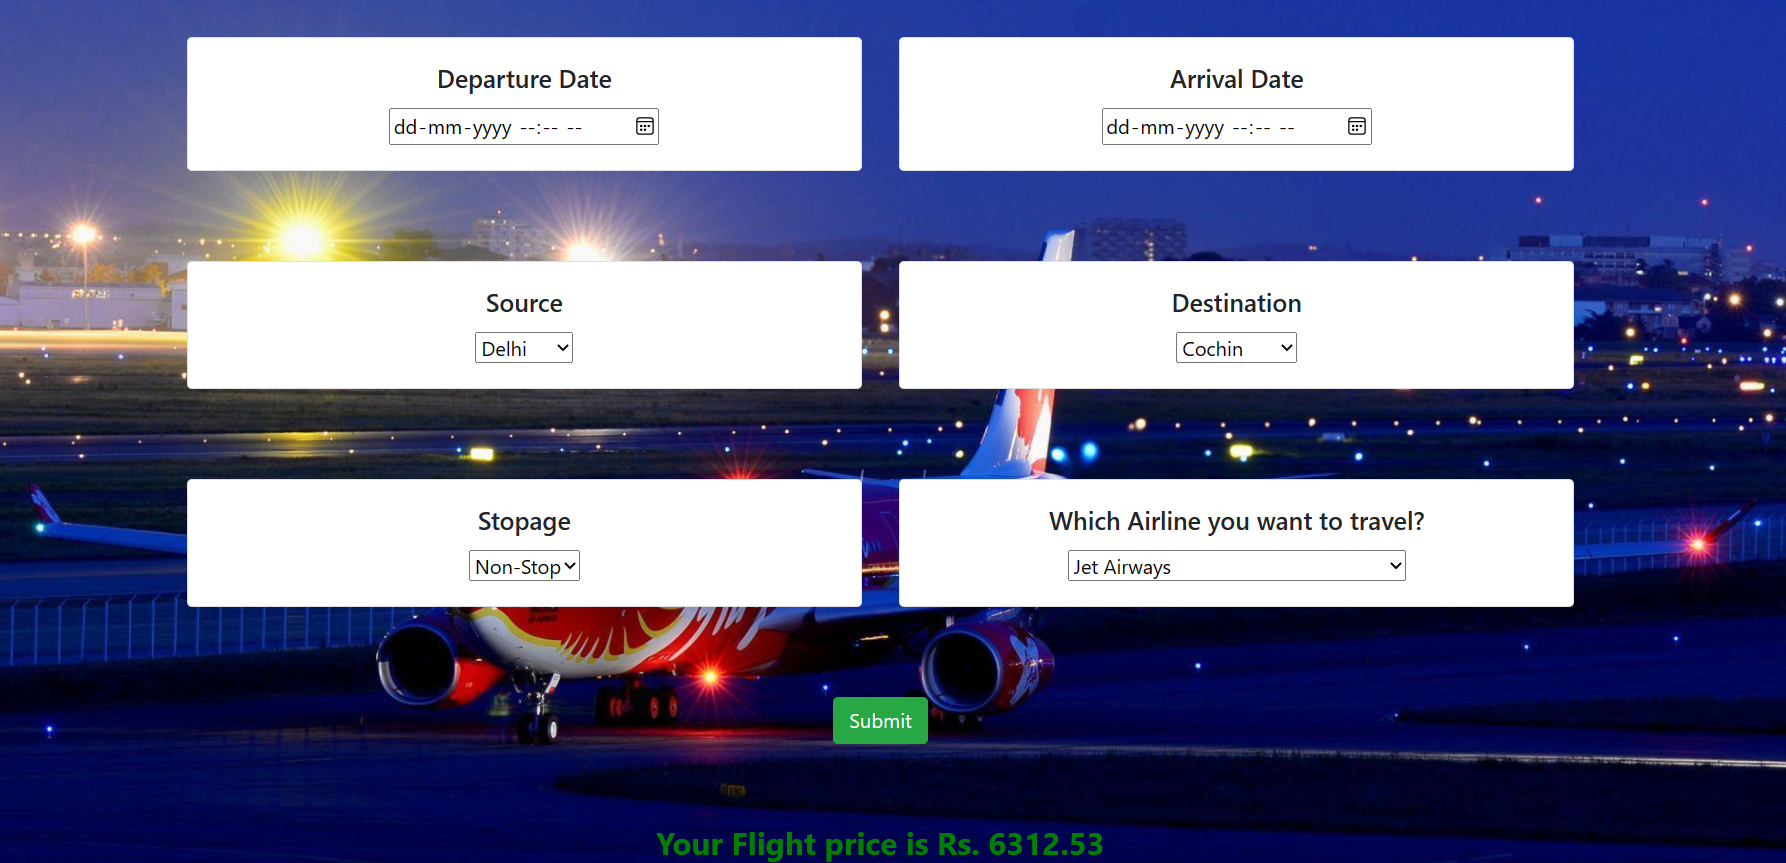 Departure Date
Arrival Date
dd-mm-yyyy --:-- --
dd-mm-yyyy --:-- --
Source
Destination
Delhi
Cochin
Stopage
Which Airline you want to travel?
Non-Stop
Jet Airways
Submit
Your Flight price is Rs. 6312.53